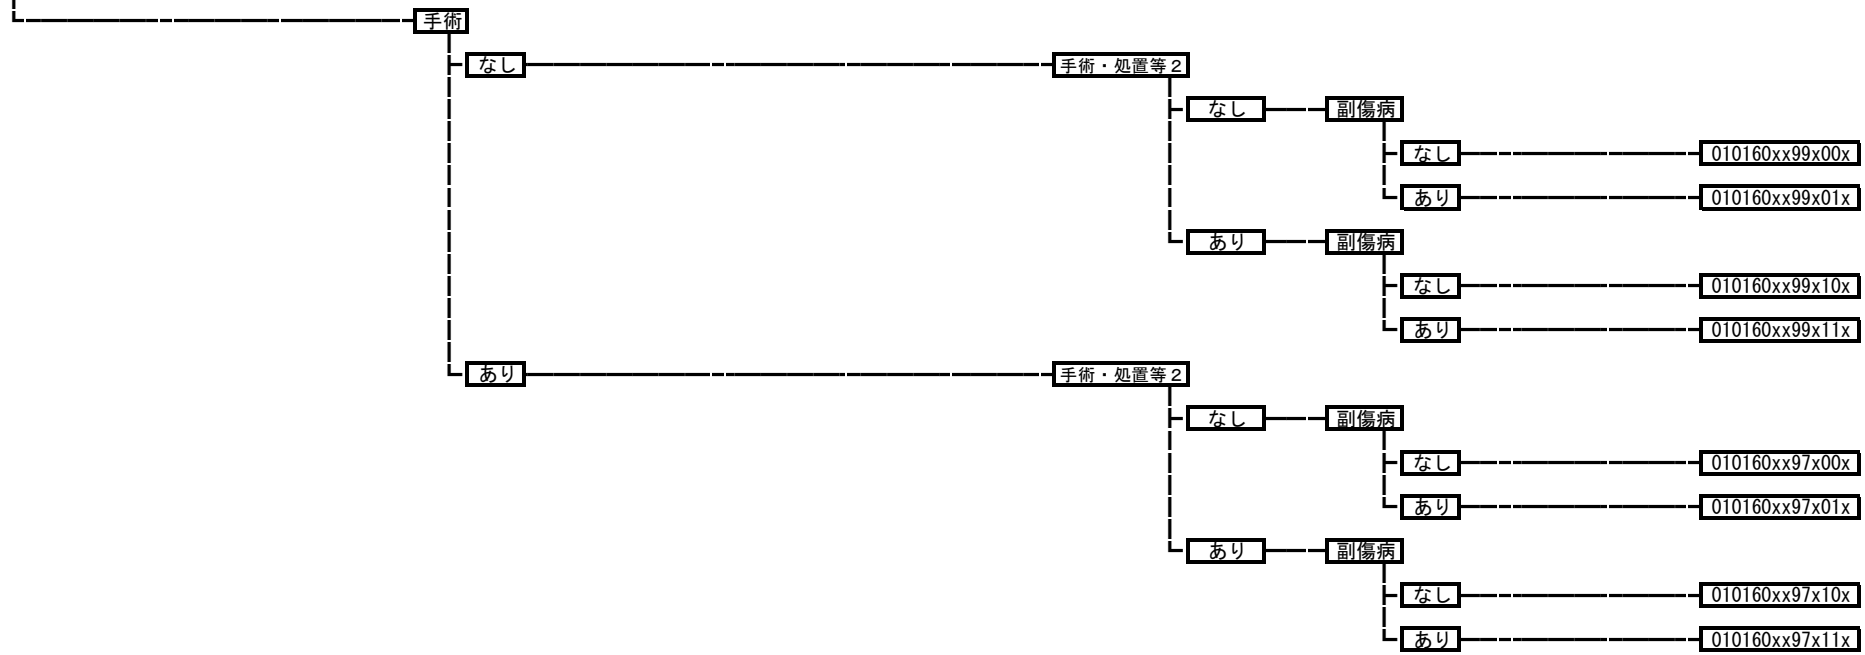 手術
なし 手術・処置等２
なし 副傷病
なし 010160xx99x00x
あり 010160xx99x01x
あり 副傷病
なし 010160xx99x10x
あり 010160xx99x11x
あり 手術・処置等２
なし 副傷病
なし 010160xx97x00x
あり 010160xx97x01x
あり 副傷病
なし 010160xx97x10x
あり 010160xx97x11x